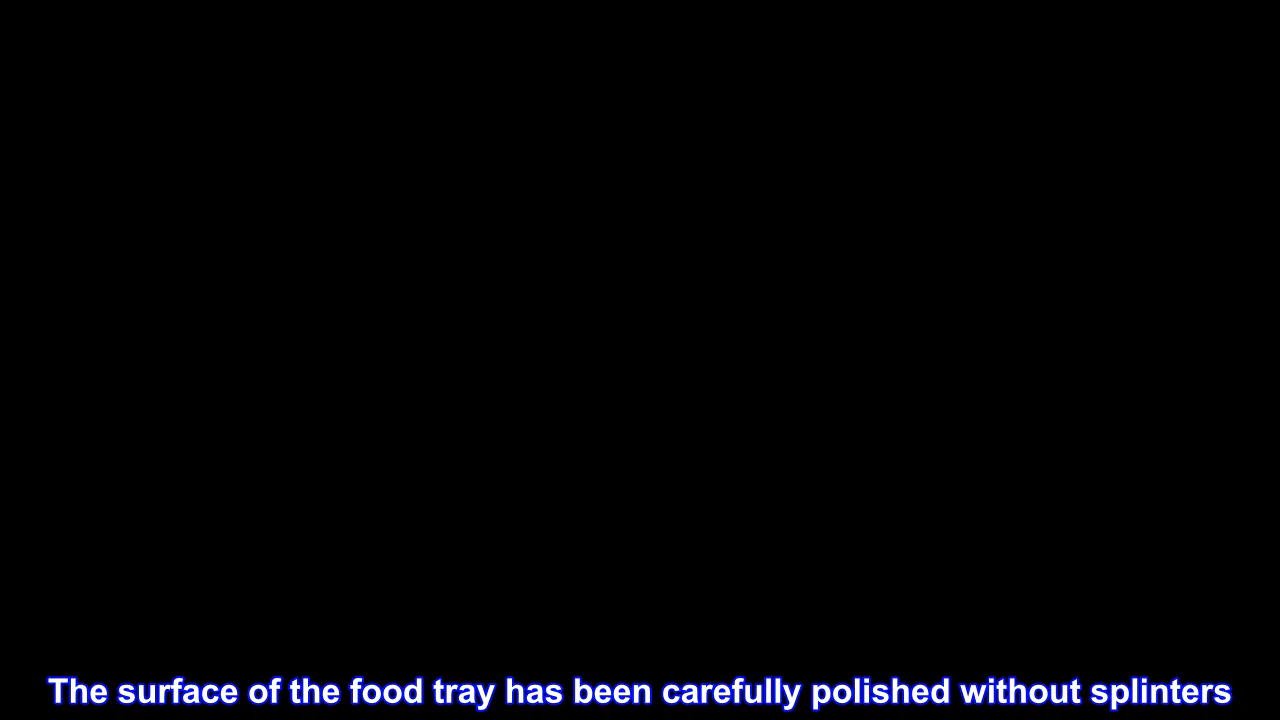 The surface of the food tray has been carefully polished without splinters